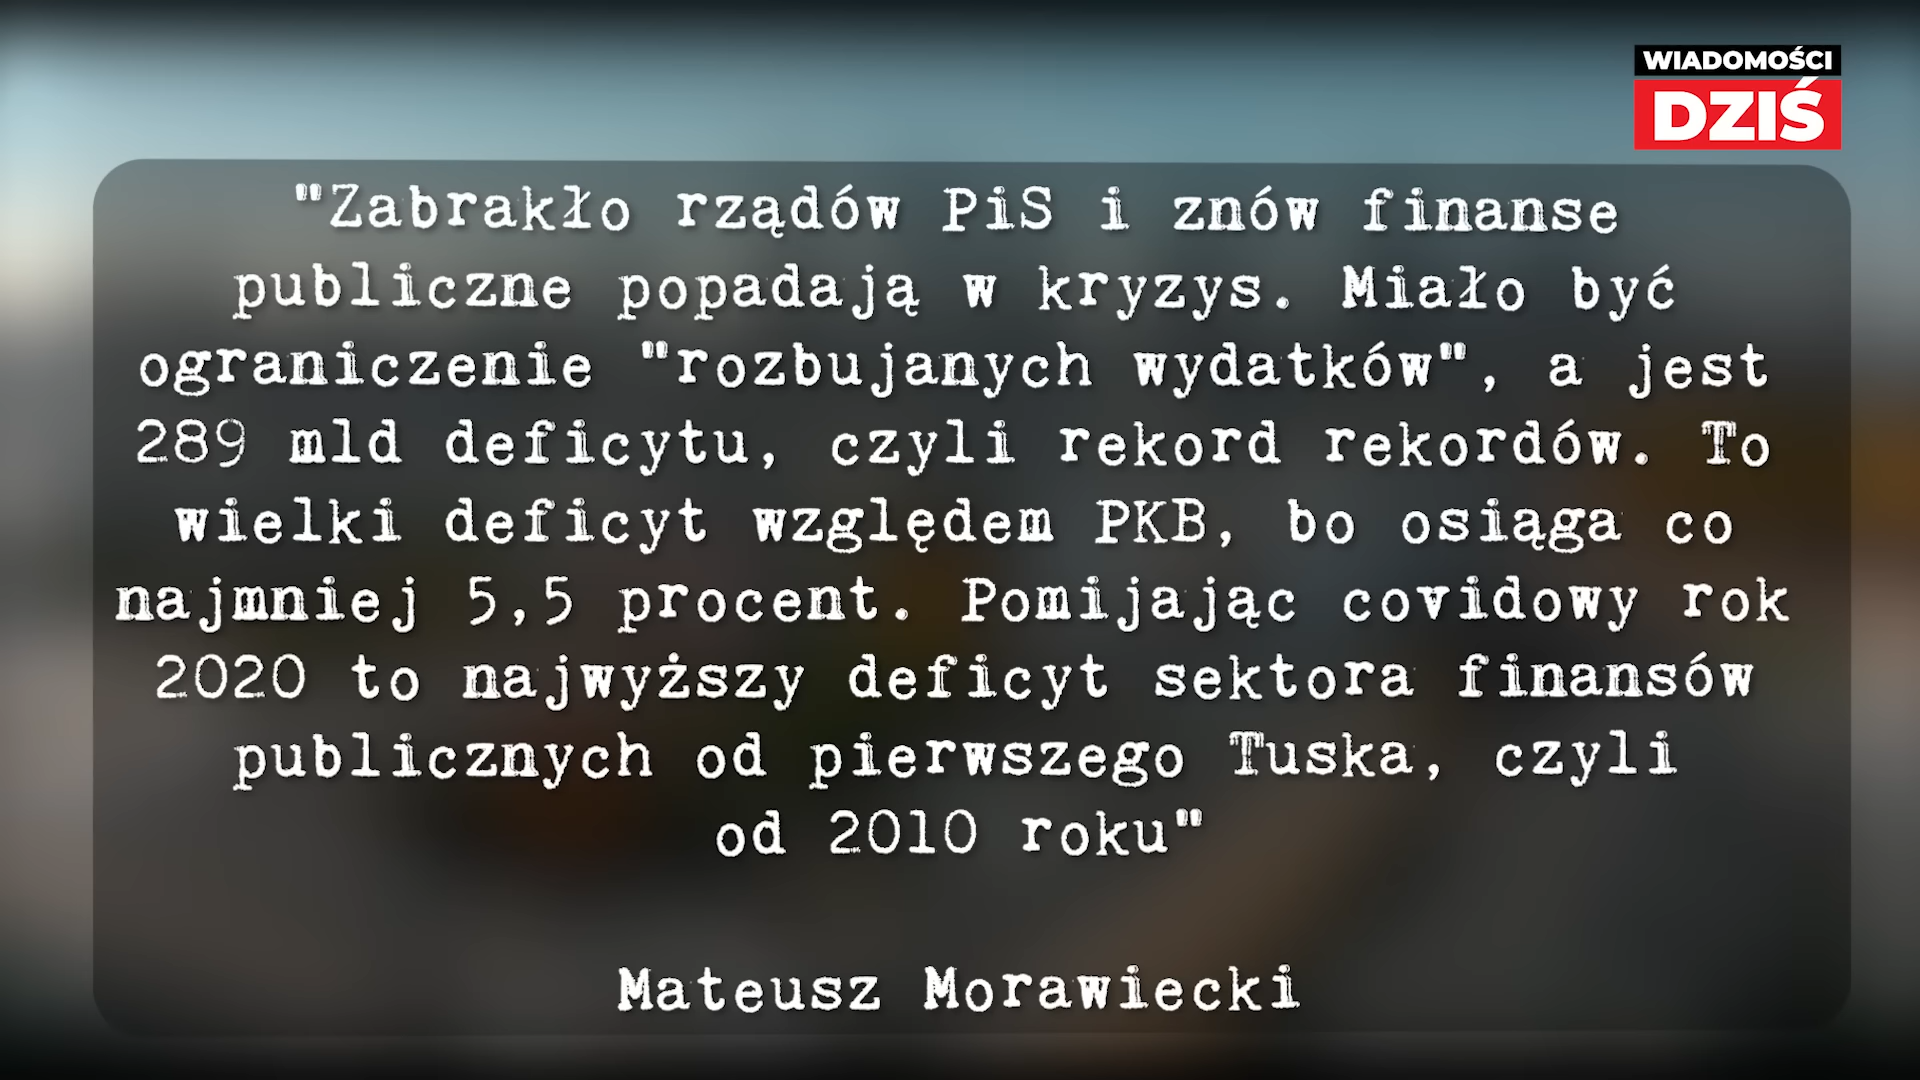 WIADOMOŚCI
DZIŚ
"Zabrakło rządów PiS i znów finanse
publiczne popadają w kryzys. Miało być
ograniczenie "rozbujanych wydatków", a jest
289 mld deficytu, czyli rekord rekordów. To
wielki deficyt względem PKB, bo osiąga co
najmniej 5,5 procent. Pomijając covidowy rok
2020 to najwyższy deficyt sektora finansów
publicznych od pierwszego Tuska, czyli
od 2010 roku"
Mateusz Morawiecki